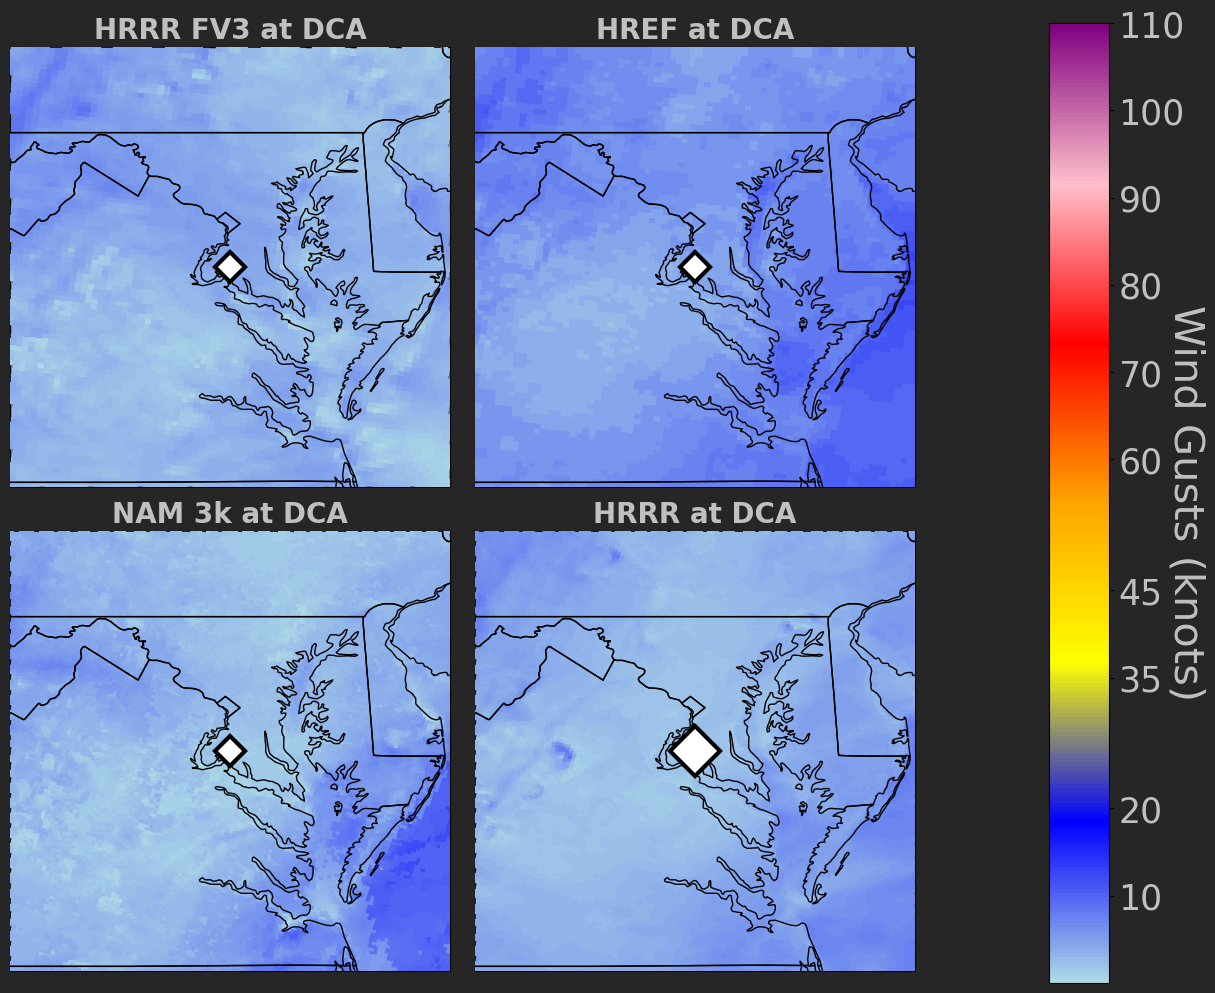 HRRR FV3 at DCA
HREF at DCA
NAM 3k at DCA
HRRR at DCA
110
100
90
80
70
60
45
35
20
10
Wind Gusts (knots)